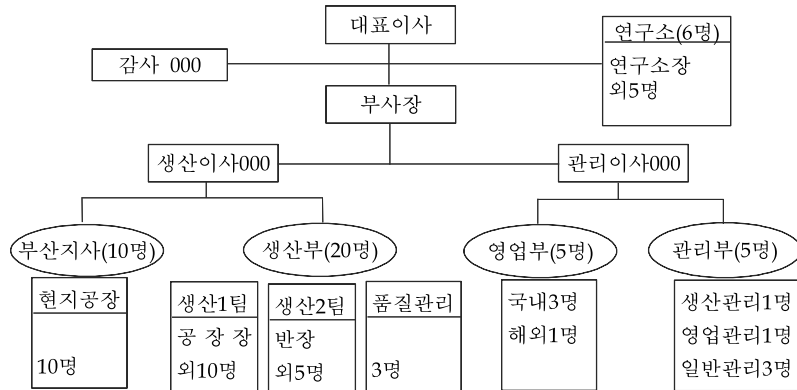 대표이사
연구소(6명)
감사 000
연구소장
외5명
부사장
생산이사000
관리이사000
부산지사(10명)
생산부(20명)
영업부(5명)
관리부(5명)
현지공장
10명
생산1팀
공 장 장
외10명
생산2팀
반장
외5명
품질관리
3명
국내3명
해외1명
생산관리1명
영업관리1명
일반관리3명